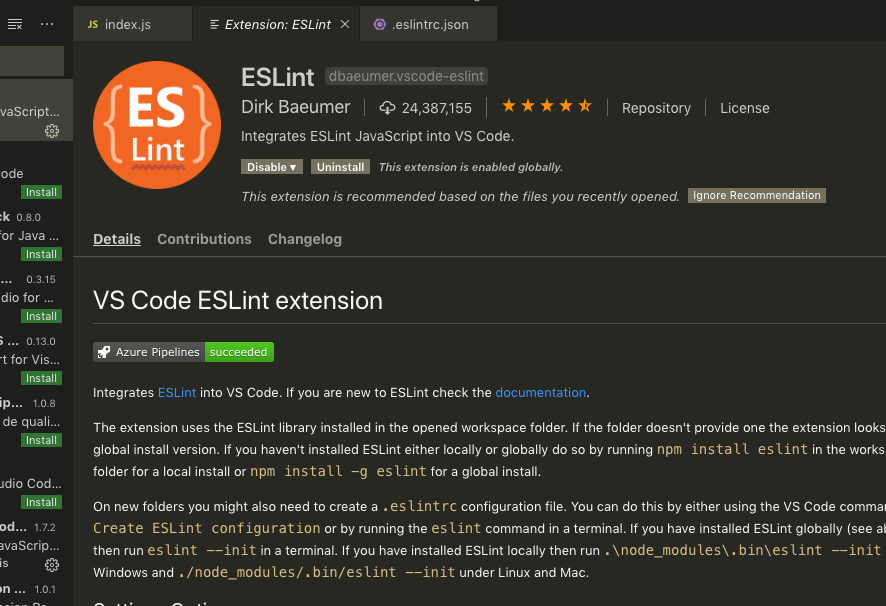 JS index.js
Extension: ESLint
.eslintrc.json
ES
Lint
ESLint dbaeumer.vscode-eslint
Dirk Baeumer 24,387,155 Repository License
Integrates ESLint JavaScript into VS Code.
Disable Uninstall This extension is enabled globally.
This extension is recommended based on the files you recently opened. Ignore Recommendation
Details Contributions Changelog
VS Code ESLint extension
Azure Pipelines succeeded
Integrates ESLint into VS Code. If you are new to ESLint check the documentation.
The extension uses the ESLint library installed in the opened workspace folder. If the folder doesn't provide one the extension looks
global install version. If you haven't installed ESLint either locally or globally do so by running npm install eslint in the works
folder for a local install or npm install -g eslint for a global install.
On new folders you might also need to create a .eslintrc configuration file. You can do this by either using the VS Code comma
Create ESLint configuration or by running the eslint command in a terminal. If you have installed ESLint globally (see ab
then run eslint --init in a terminal. If you have installed ESLint locally then run .\node_modules\.bin\eslint --init
Windows and ./node_modules/.bin/eslint --init under Linux and Mac.
vaScript...
ode
Install
ck 0.8.0
for Java ...
Install
... 0.3.15
dio for ...
Install
S ... 0.13.0
rt for Vis...
Install
ip... 1.0.8
de quali...
Install
udio Cod...
Install
od... 1.7.2
avaScrip...
is
on ... 1.0.1